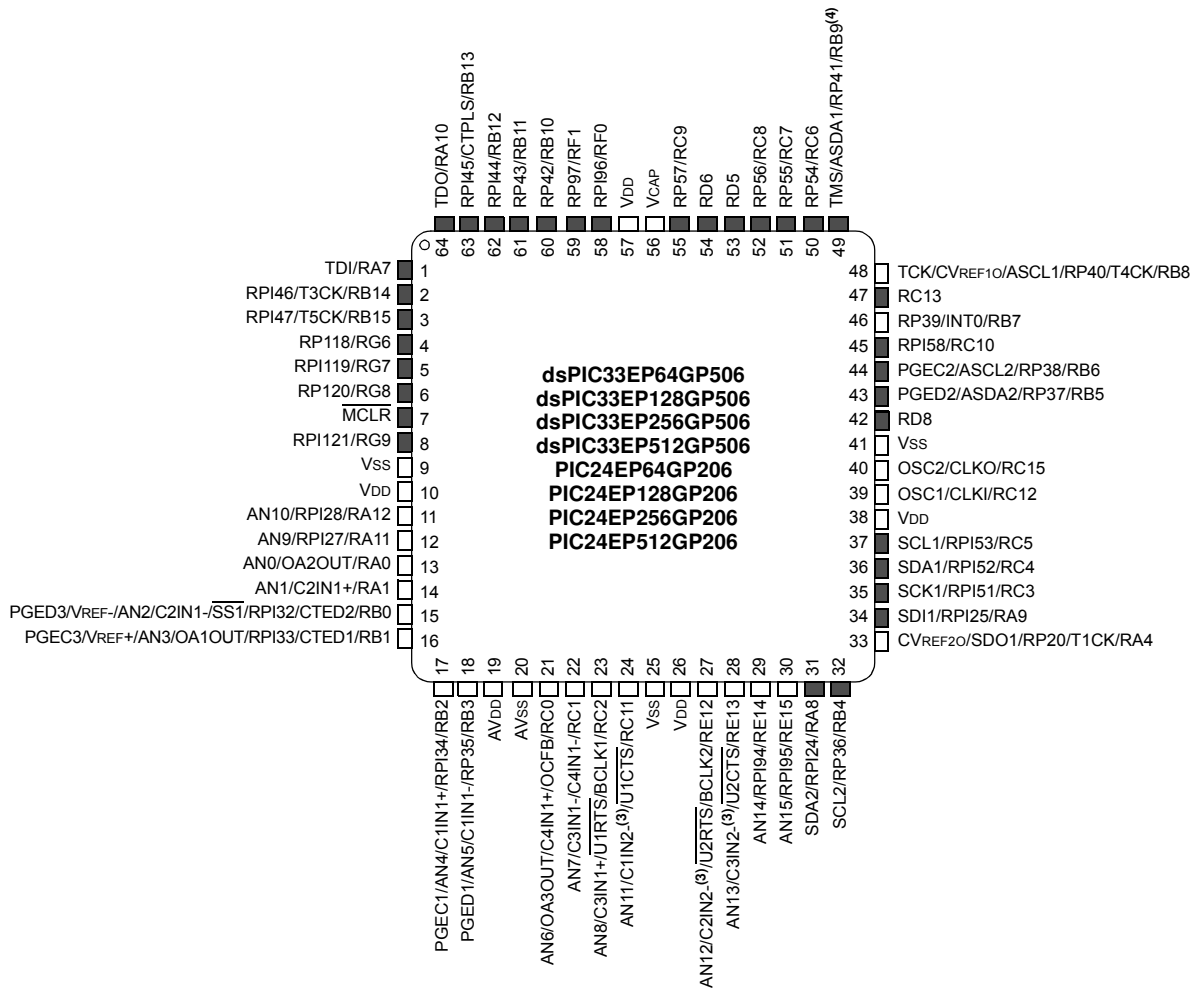 TDO/RA10
RPI45/CTPLS/RB13
RPI44/RB12
RP43/RB11
RP42/RB10
RP97/RF1
RPI96/RF0
VDD
VCAP
RP57/RC9
RD6
RD5
RP56/RC8
RP55/RC7
RP54/RC6
TMS/ASDA1/RP41/RB9(4)
64 63 62 61 60 59 58 57 56 55 54 53 52 51 50 49
TDI/RA7 1
RPI46/T3CK/RB14 2
RPI47/T5CK/RB15 3
RP118/RG6 4
RPI119/RG7 5
RP120/RG8 6
MCLR 7
RPI121/RG9 8
VSS 9
VDD 10
AN10/RPI28/RA12 11
AN9/RPI27/RA11 12
AN0/OA2OUT/RA0 13
AN1/C2IN1+/RA1 14
PGED3/VREF-/AN2/C2IN1-/SS1/RPI32/CTED2/RB0 15
PGEC3/VREF+/AN3/OA1OUT/RPI33/CTED1/RB1 16
dsPIC33EP64GP506
dsPIC33EP128GP506
dsPIC33EP256GP506
dsPIC33EP512GP506
PIC24EP64GP206
PIC24EP128GP206
PIC24EP256GP206
PIC24EP512GP206
48 TCK/CVREF1O/ASCL1/RP40/T4CK/RB8
47 RC13
46 RP39/INT0/RB7
45 RPI58/RC10
44 PGEC2/ASCL2/RP38/RB6
43 PGED2/ASDA2/RP37/RB5
42 RD8
41 VSS
40 OSC2/CLKO/RC15
39 OSC1/CLKI/RC12
38 VDD
37 SCL1/RPI53/RC5
36 SDA1/RPI52/RC4
35 SCK1/RPI51/RC3
34 SDI1/RPI25/RA9
33 CVREF2O/SDO1/RP20/T1CK/RA4
17 18 19 20 21 22 23 24 25 26 27 28 29 30 31 32
PGEC1/AN4/C1IN1+/RPI34/RB2
PGED1/AN5/C1IN1-/RP35/RB3
AVDD
AVSS
AN6/OA3OUT/C4IN1+/OCFB/RC0
AN7/C3IN1-/C4IN1-/RC1
AN8/C3IN1+/U1RTS/BCLK1/RC2
AN11/C1IN2-(3)/U1CTS/RC11
VSS
VDD
AN12/C2IN2-(3)/U2RTS/BCLK2/RE12
AN13/C3IN2-(3)/U2CTS/RE13
AN14/RPI94/RE14
AN15/RPI95/RE15
SDA2/RPI24/RA8
SCL2/RP36/RB4